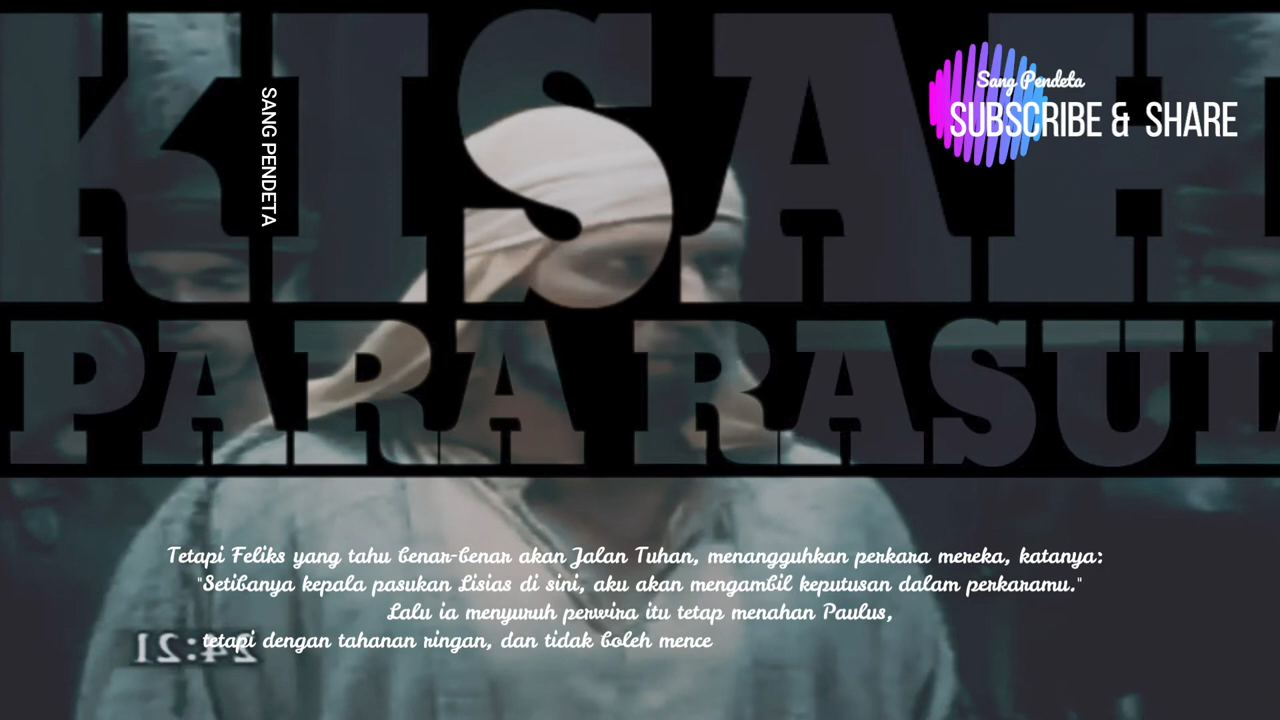 KISAH
PARA RASUL
SANG PENDETA
Sang Pendeta
SUBSCRIBE & SHARE
Tetapi Feliks yang tahu benar-benar akan Jalan Tuhan, menangguhkan perkara mereka, katanya:
"Setibanya kepala pasukan Lisias di sini, aku akan mengambil keputusan dalam perkaramu."
Lalu ia menyuruh perwira itu tetap menahan Paulus,
tetapi dengan tahanan ringan, dan tidak boleh mence
24:21